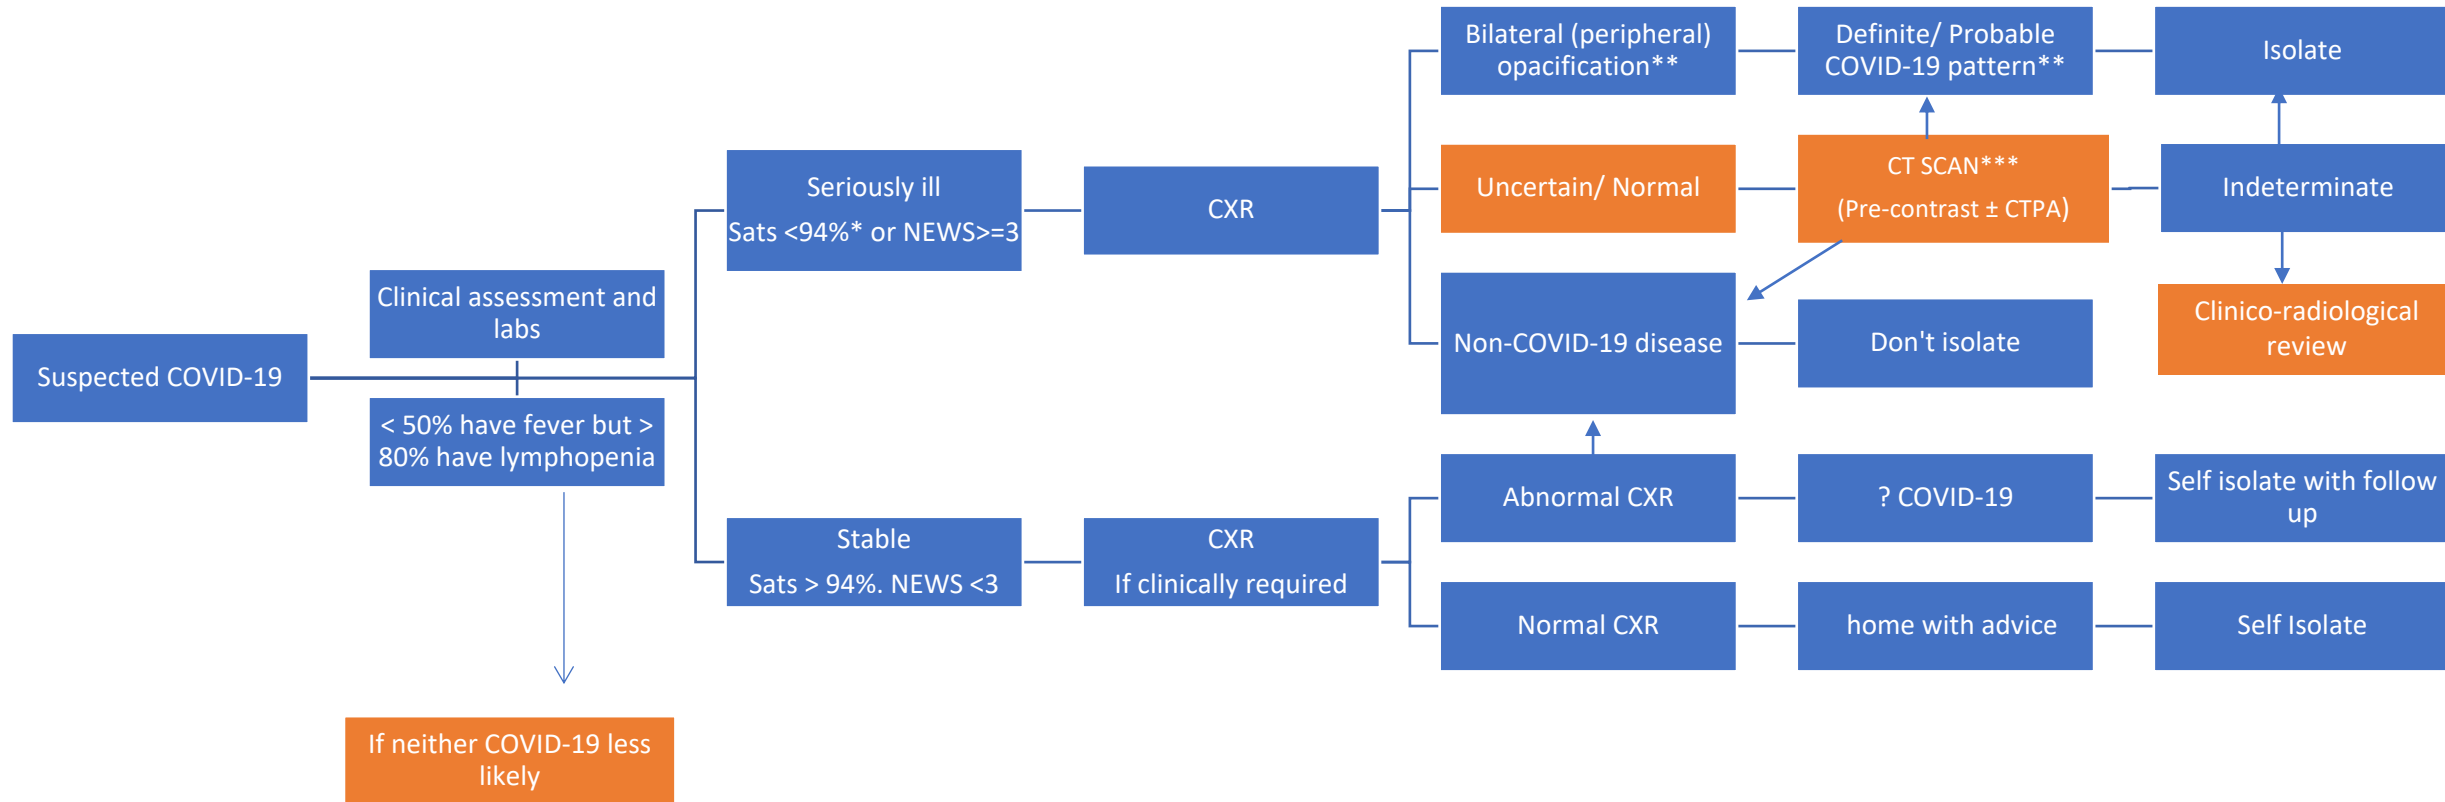 Suspected COVID-19
Clinical assessment and
labs
< 50% have fever but >
80% have lymphopenia
If neither COVID-19 less
likely
Seriously ill
Sats <94%* or NEWS>=3
CXR
Bilateral (peripheral)
opacification**
Definite/ Probable
COVID-19 pattern**
Isolate
Uncertain/ Normal
CT SCAN***
(Pre-contrast ± CTPA)
Indeterminate
Clinico-radiological
review
Non-COVID-19 disease
Don't isolate
Stable
Sats > 94%. NEWS <3
CXR
If clinically required
Abnormal CXR
? COVID-19
Self isolate with follow
up
Normal CXR
home with advice
Self Isolate